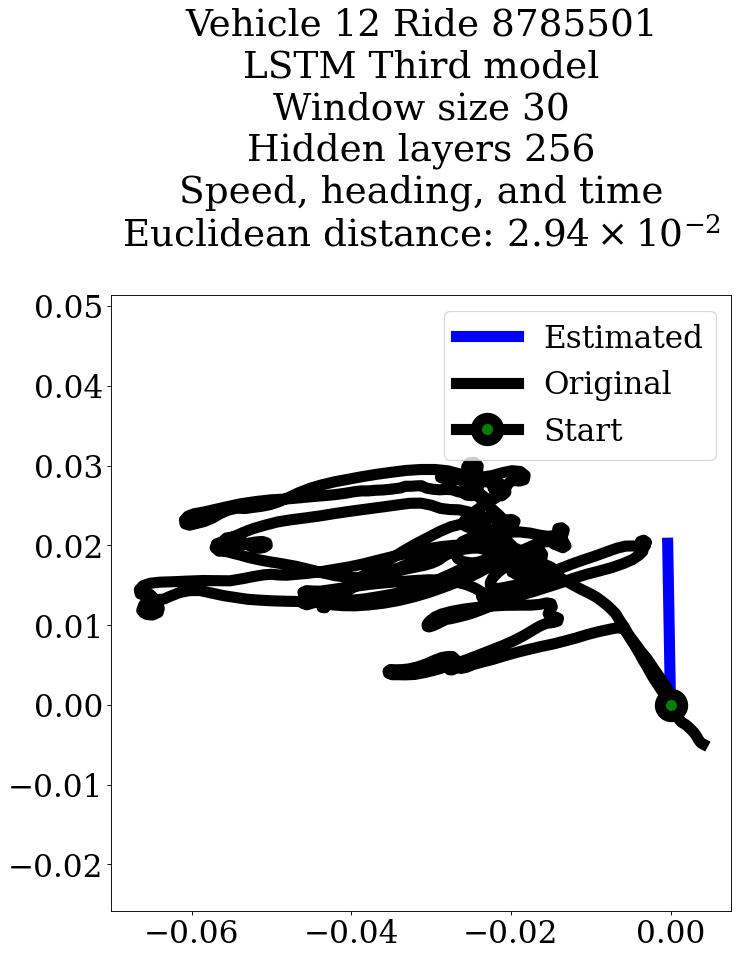 Vehicle 12 Ride 8785501
LSTM Third model
Window size 30
Hidden layers 256
Speed, heading, and time
Euclidean distance: 2.94 × 10⁻²
0.05
Estimated
0.04
Original
Start
0.03
0.02
0.01
0.00
−0.01
−0.02
−0.06 −0.04 −0.02 0.00